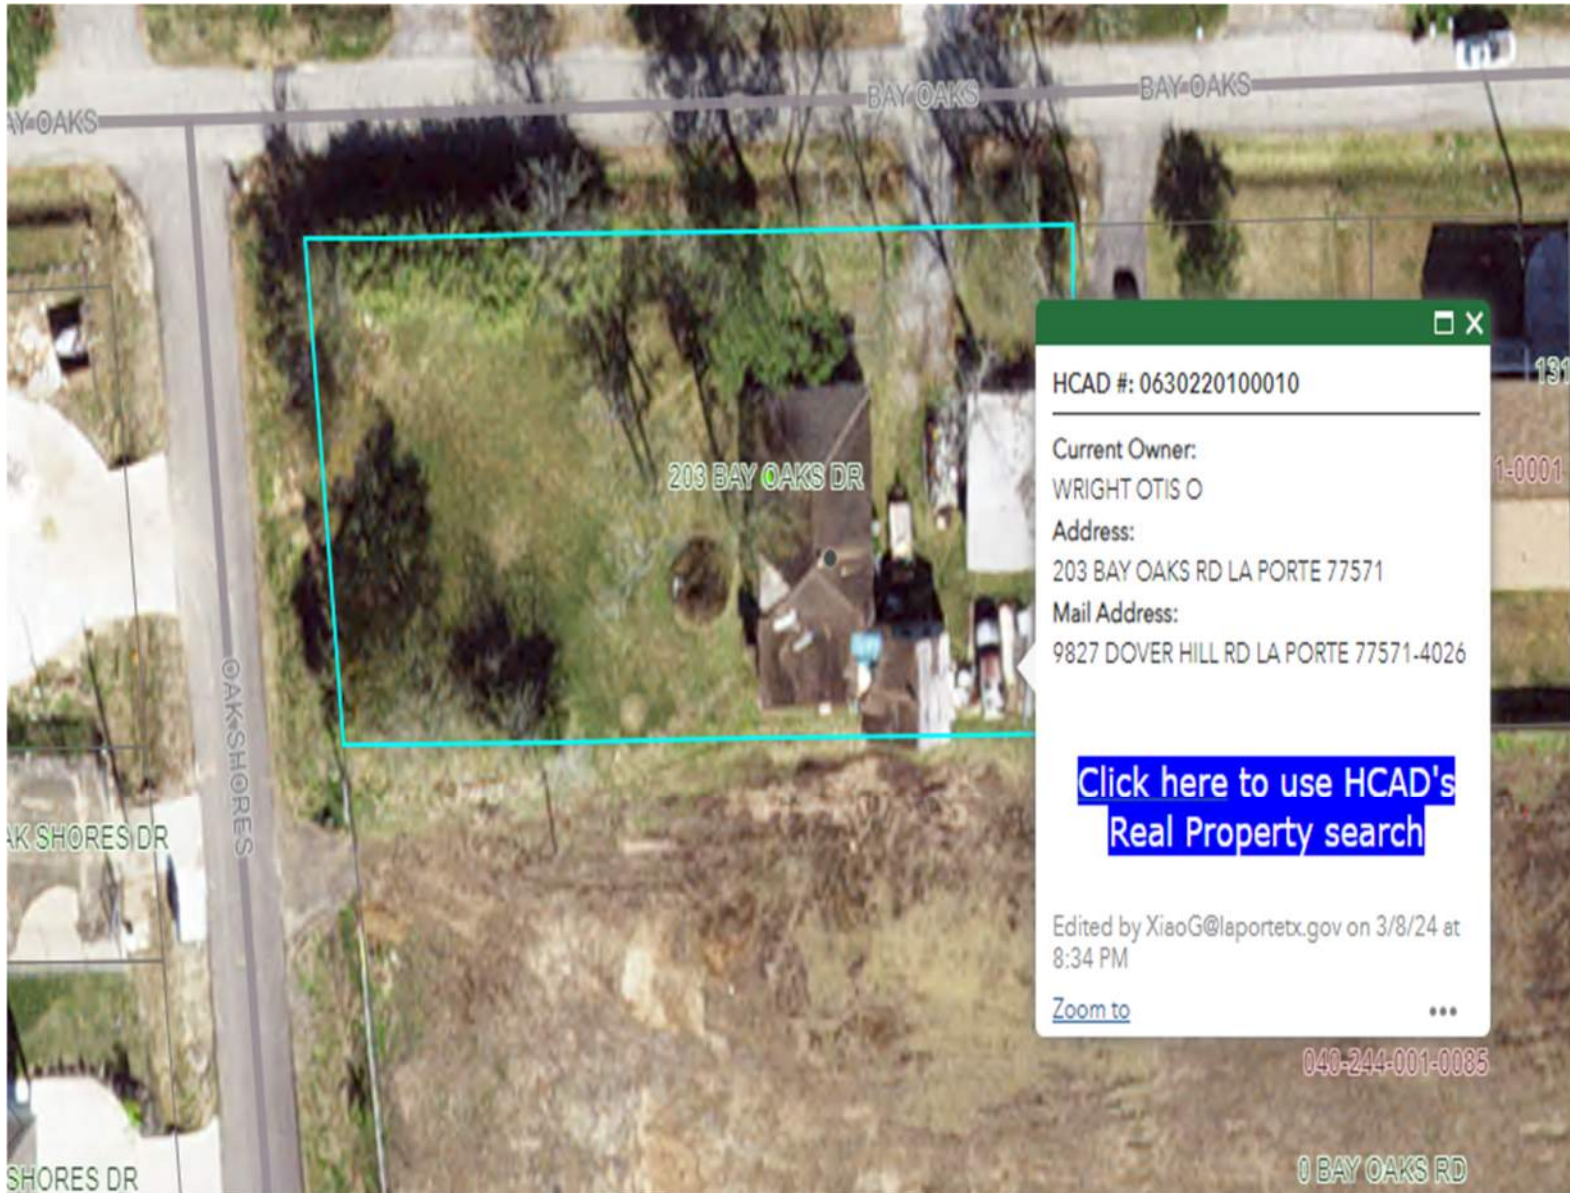 AY OAKS
BAY OAKS
BAY OAKS
HCAD #: 0630220100010
131
Current Owner:
203 BAY OAKS DR
1-0001
WRIGHT OTIS O
Address:
203 BAY OAKS RD LA PORTE 77571
Mail Address:
9827 DOVER HILL RD LA PORTE 77571-4026
OAK SHORES
Click here to use HCAD's
Real Property search
AK SHORES DR
Edited by XiaoG@laportetx.gov on 3/8/24 at
8:34 PM
Zoom to
040-244-001-0085
SHORES DR
0 BAY OAKS RD